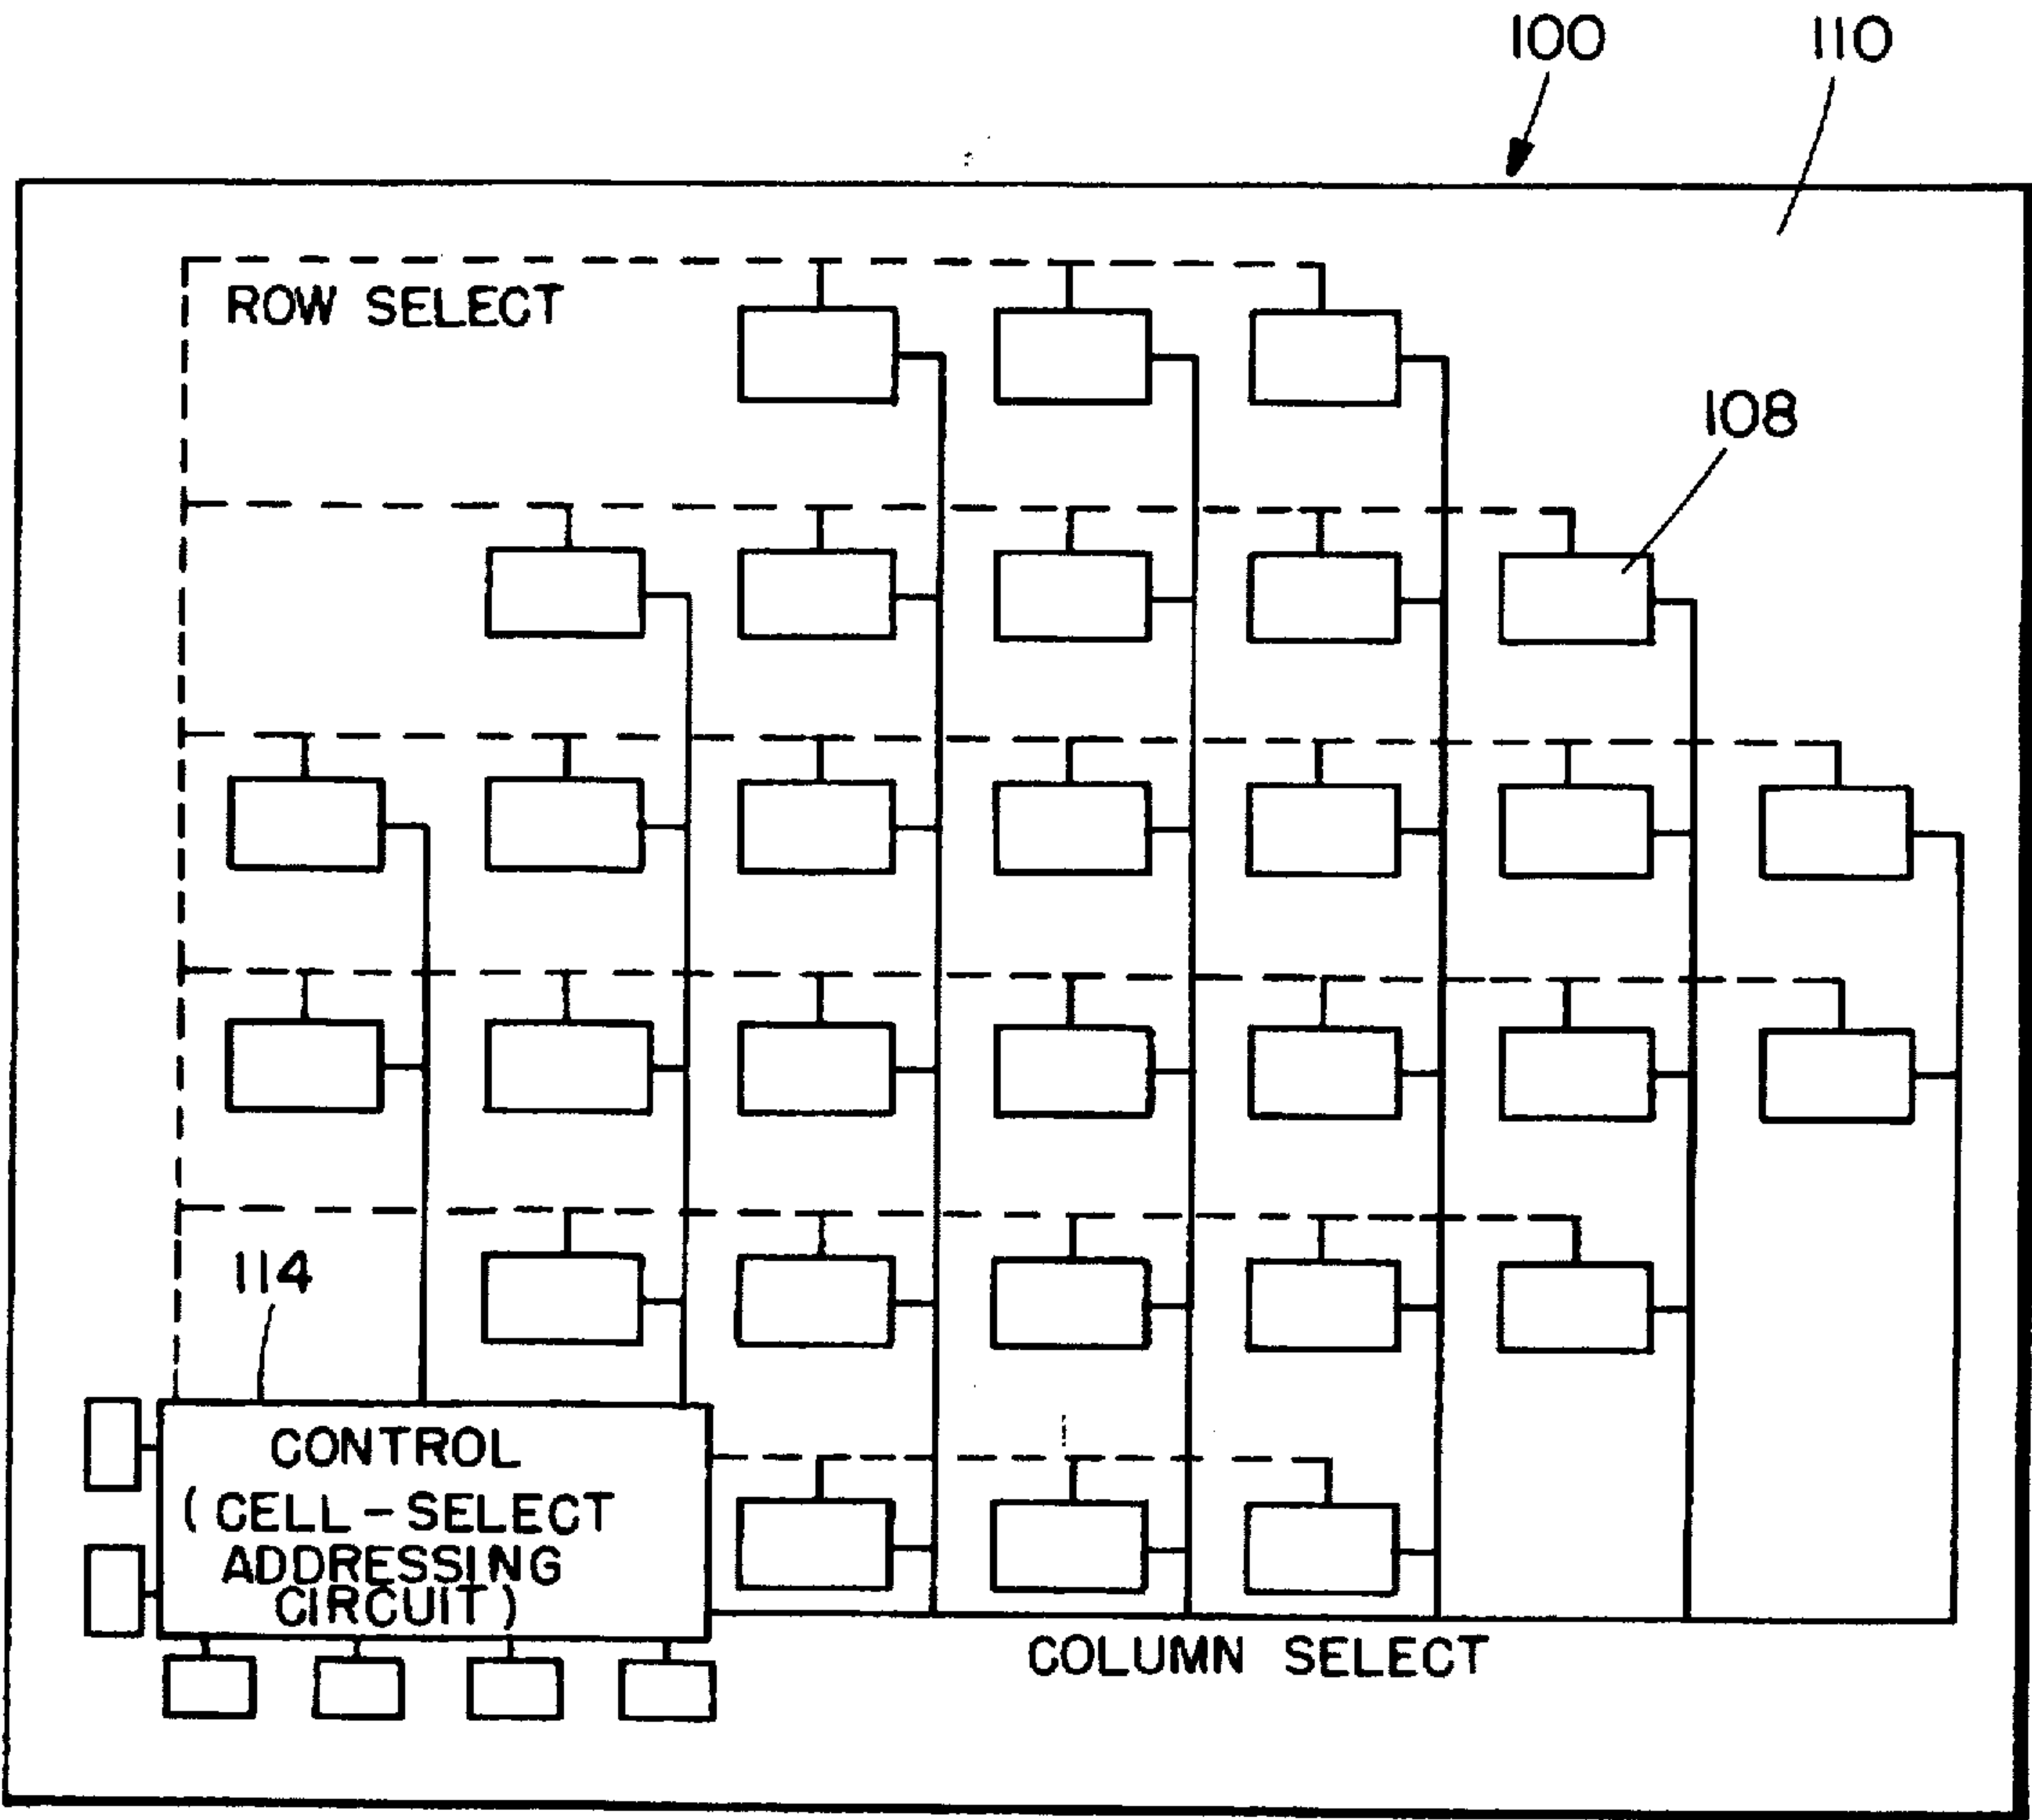 100
110
ROW SELECT
108
114
CONTROL
(CELL-SELECT
ADDRESSING
CIRCUIT)
COLUMN SELECT